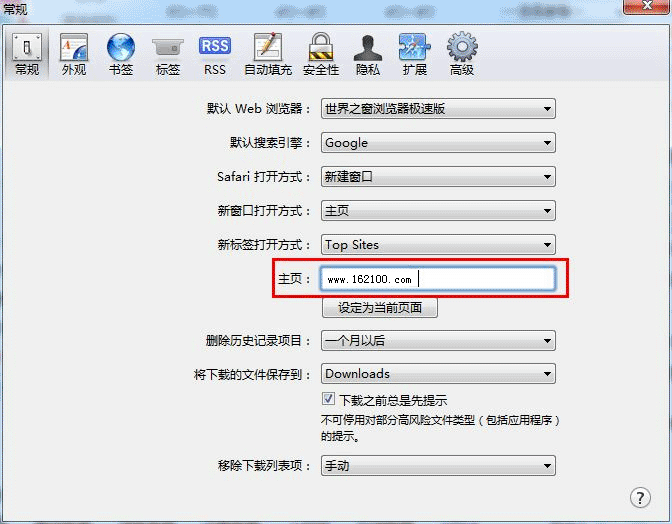 常规
RSS
常规 外观 书签 标签 RSS 自动填充 安全性 隐私 扩展 高级
默认 Web 浏览器： 世界之窗浏览器极速版
默认搜索引擎： Google
Safari 打开方式： 新建窗口
新窗口打开方式： 主页
新标签打开方式： Top Sites
主页： www.162100.com
设定为当前页面
删除历史记录项目： 一个月以后
将下载的文件保存到： Downloads
下载之前总是先提示
不可停用对部分高风险文件类型（包括应用程序）
的提示。
移除下载列表项： 手动
?